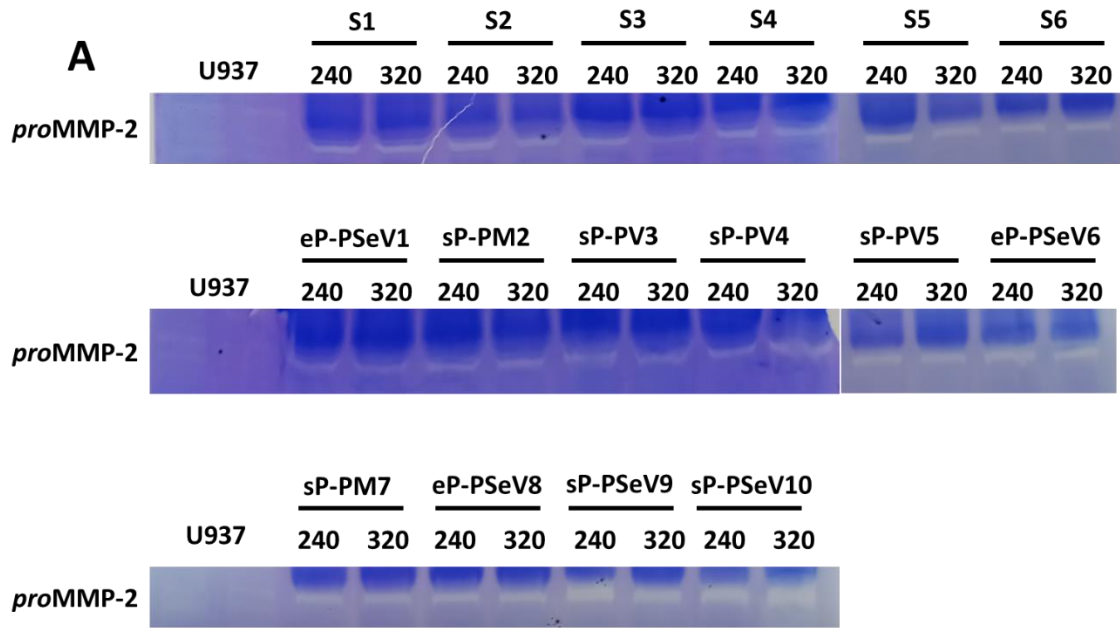 S1 S2 S3 S4 S5 S6
A
U937 240 320 240 320 240 320 240 320 240 320 240 320
proMMP-2
eP-PSeV1 sP-PM2 sP-PV3 sP-PV4 sP-PV5 eP-PSeV6
U937 240 320 240 320 240 320 240 320 240 320 240 320
proMMP-2
sP-PM7 eP-PSeV8 sP-PSeV9 sP-PSeV10
U937 240 320 240 320 240 320 240 320
proMMP-2